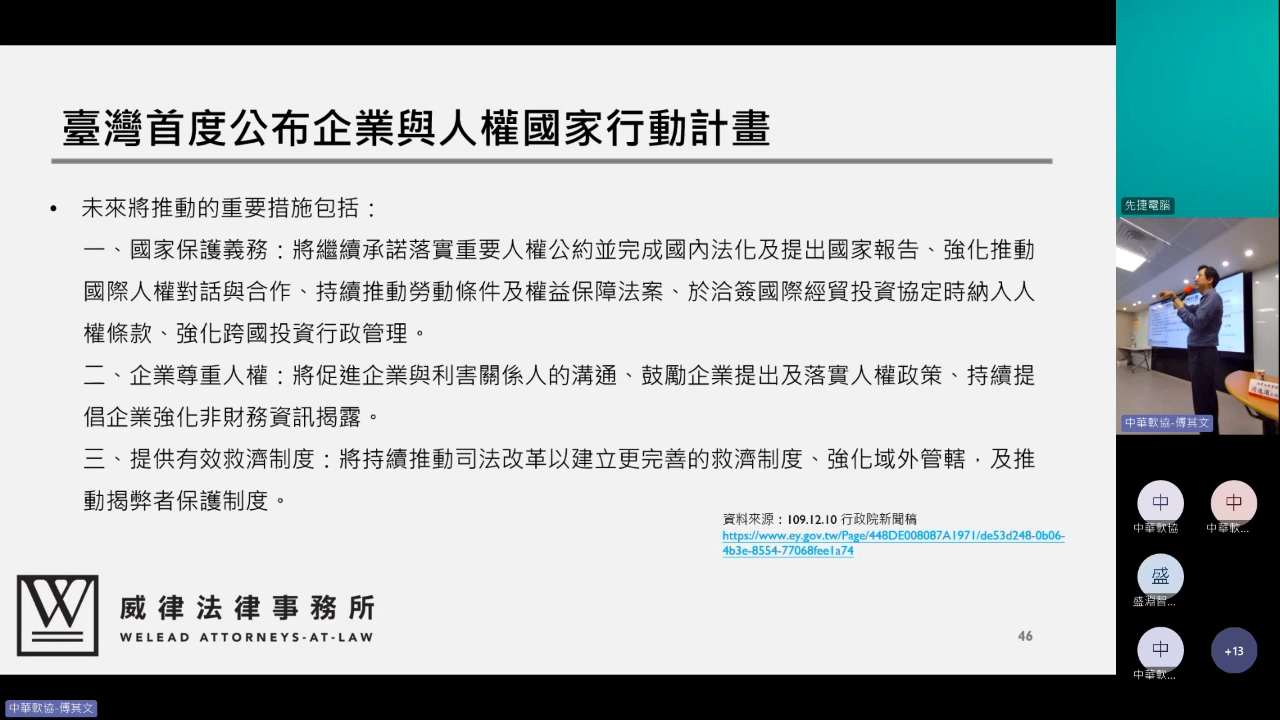 臺灣首度公布企業與人權國家行動計畫
• 未來將推動的重要措施包括：
一、國家保護義務：將繼續承諾落實重要人權公約並完成國內法化及提出國家報告、強化推動
國際人權對話與合作、持續推動勞動條件及權益保障法案、於洽簽國際經貿投資協定時納入人
權條款、強化跨國投資行政管理。
二、企業尊重人權：將促進企業與利害關係人的溝通、鼓勵企業提出及落實人權政策、持續提
倡企業強化非財務資訊揭露。
三、提供有效救濟制度：將持續推動司法改革以建立更完善的救濟制度、強化域外管轄，及推
動揭弊者保護制度。
資料來源：109.12.10 行政院新聞稿
https://www.ey.gov.tw/Page/448DE008087A1971/de53d248-0b06-
4b3e-8554-77068fee1a74
W
威律法律事務所
WELEAD ATTORNEYS-AT-LAW
46
中華軟協-傅其文
先捷電腦
中華軟協-傅其文
中
中華軟協
中
中華軟...
盛
盛淵智...
中
中華軟...
+13